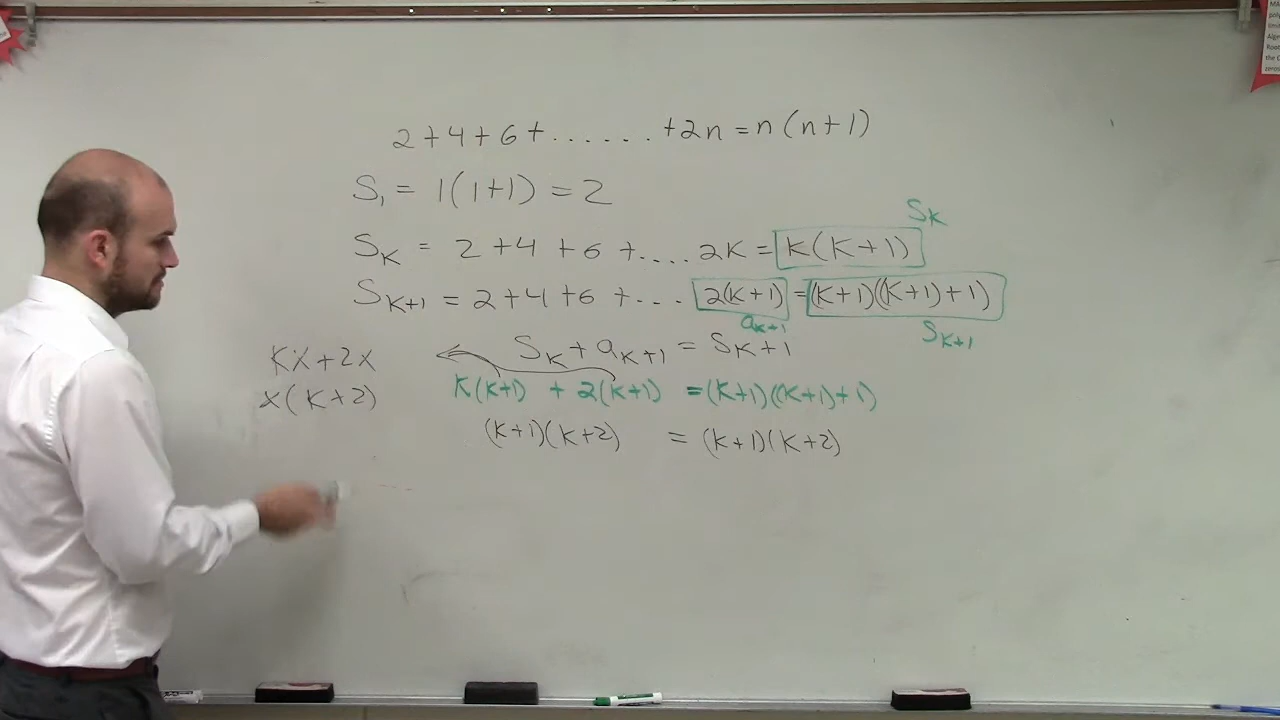 2+4+6+......+2n=n(n+1)
S₁ = 1(1+1) = 2
Sₖ
Sₖ = 2+4+6+....2k = k(k+1)
Sₖ₊₁ = 2+4+6+... 2(k+1) = (k+1)((k+1)+1)
aₖ₊₁ Sₖ₊₁
Sₖ + aₖ₊₁ = Sₖ₊₁
kx+2x
k(k+1) + 2(k+1) = (k+1)((k+1)+1)
x(k+2)
(k+1)(k+2) = (k+1)(k+2)